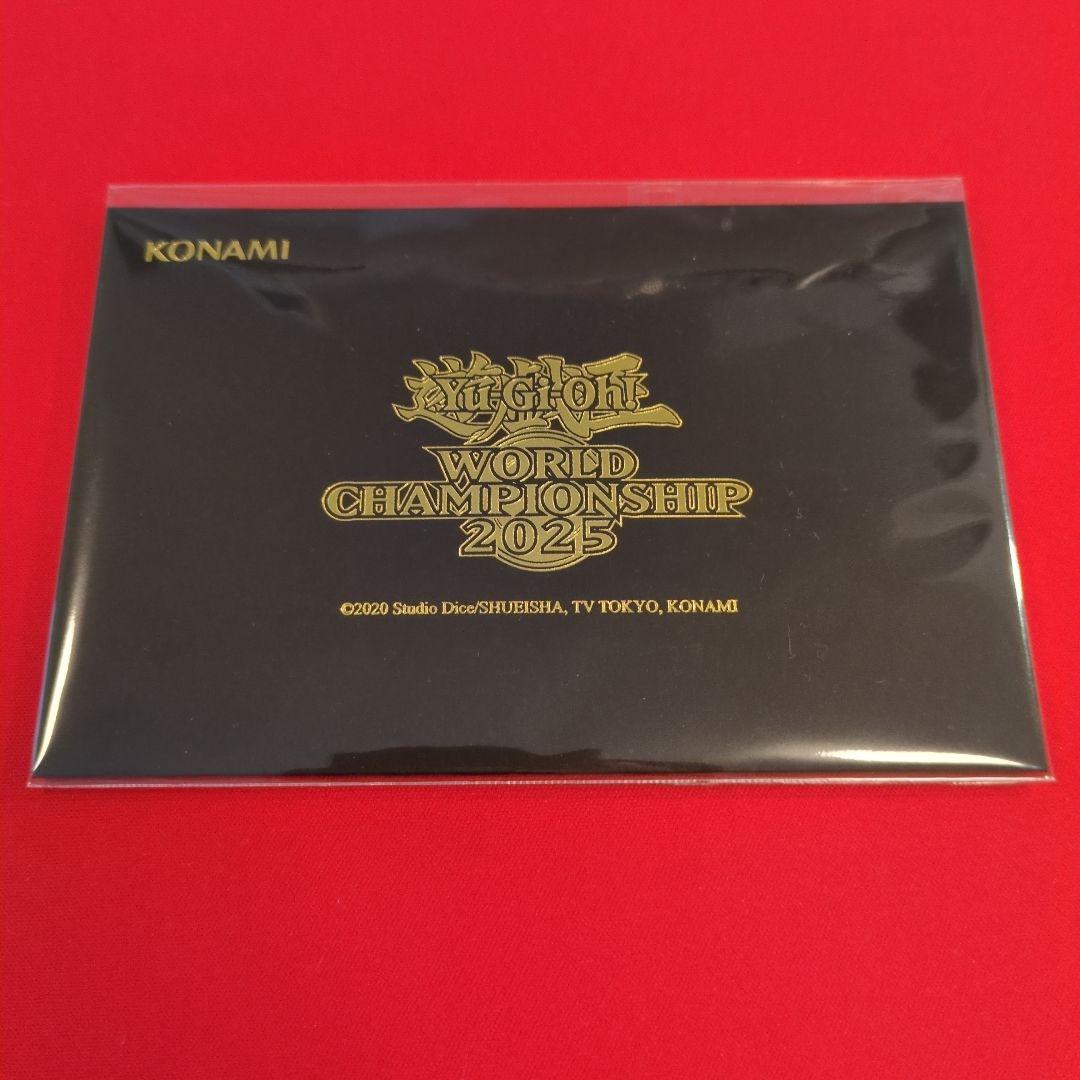 KONAMI
遊戯王
Yu-Gi-Oh!
WORLD
CHAMPIONSHIP
2025
©2020 Studio Dice/SHUEISHA, TV TOKYO, KONAMI